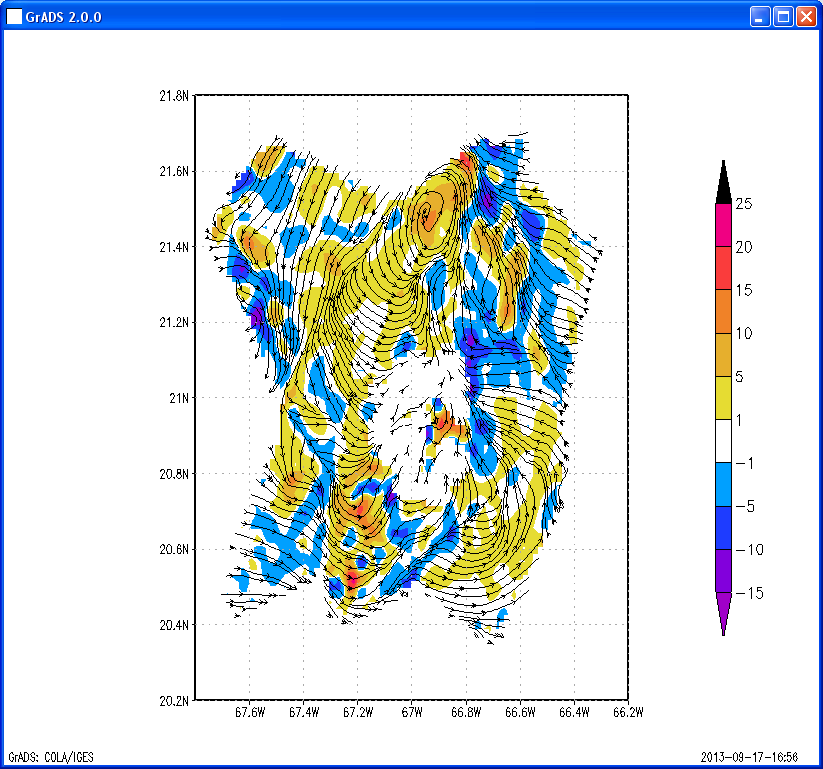 GrADS 2.0.0
21.8N
21.6N
21.4N
21.2N
21N
20.8N
20.6N
20.4N
20.2N
67.6W 67.4W 67.2W 67W 66.8W 66.6W 66.4W 66.2W
25
20
15
10
5
1
-1
-5
-10
-15
GrADS: COLA/IGES
2013-09-17-16:56